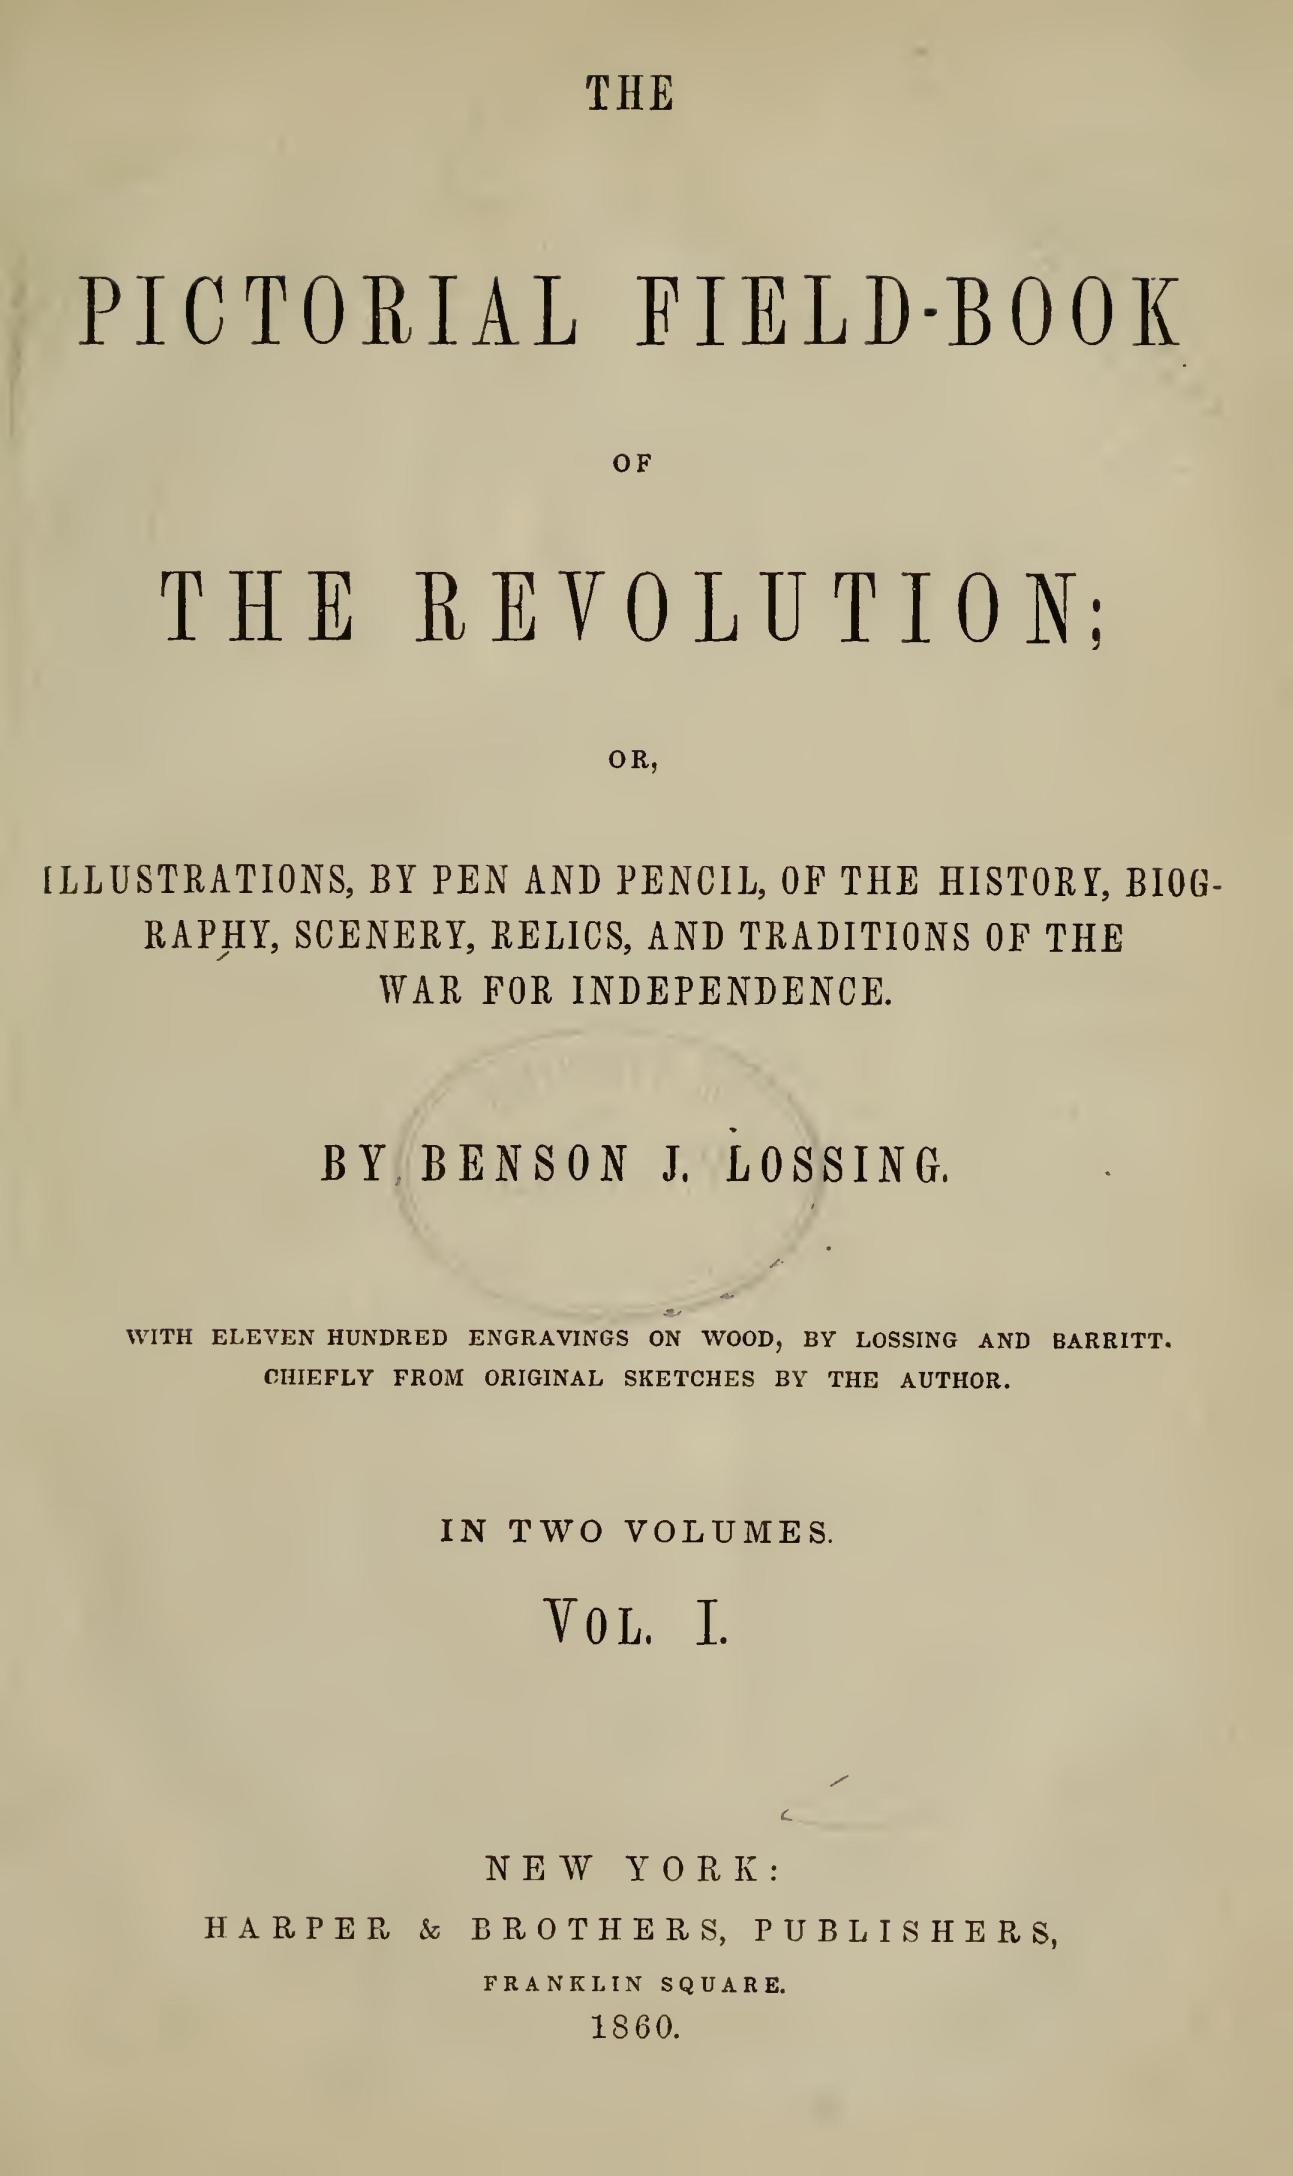 THE
PICTORIAL FIELD-BOOK
OF
THE REVOLUTION;
OR,
ILLUSTRATIONS, BY PEN AND PENCIL, OF THE HISTORY, BIOG-
RAPHY, SCENERY, RELICS, AND TRADITIONS OF THE
WAR FOR INDEPENDENCE.
BY BENSON J. LOSSING.
WITH ELEVEN HUNDRED ENGRAVINGS ON WOOD, BY LOSSING AND BARRITT.
CHIEFLY FROM ORIGINAL SKETCHES BY THE AUTHOR.
IN TWO VOLUMES.
VOL. I.
NEW YORK:
HARPER & BROTHERS, PUBLISHERS,
FRANKLIN SQUARE.
1860.